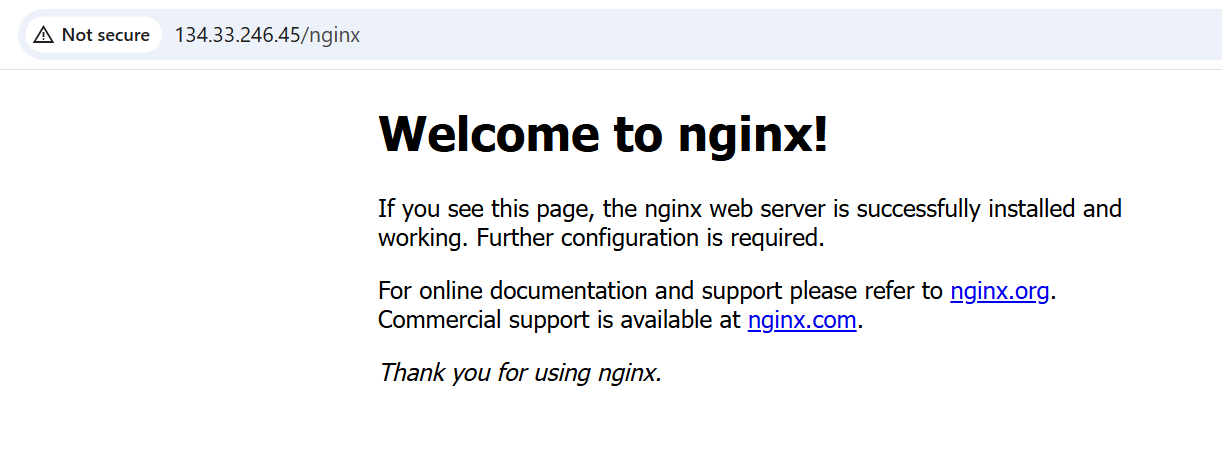 Not secure 134.33.246.45/nginx
Welcome to nginx!
If you see this page, the nginx web server is successfully installed and
working. Further configuration is required.
For online documentation and support please refer to nginx.org.
Commercial support is available at nginx.com.
Thank you for using nginx.